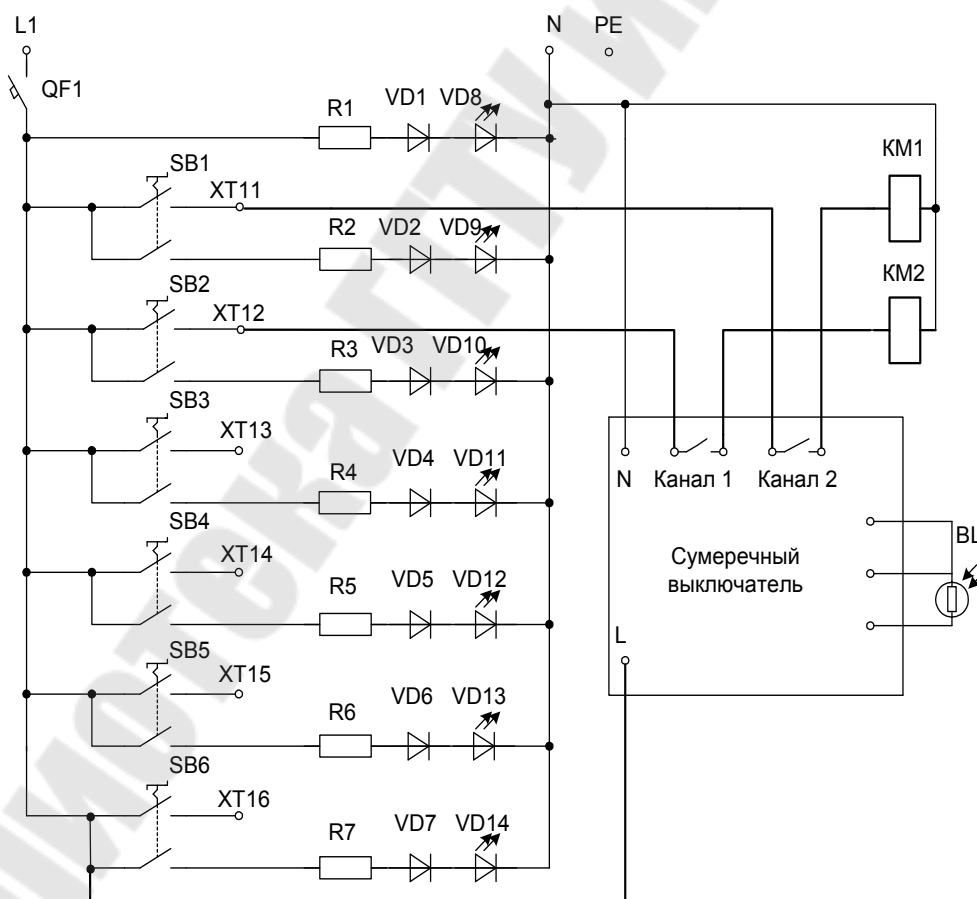 L1
N
PE
QF1
R1
VD1
VD8
SB1
XT11
KM1
R2
VD2
VD9
SB2
XT12
KM2
R3
VD3
VD10
SB3
XT13
R4
VD4
VD11
N
Канал 1
Канал 2
SB4
XT14
R5
VD5
VD12
Сумеречный
выключатель
BL
L
SB5
XT15
R6
VD6
VD13
SB6
XT16
R7
VD7
VD14